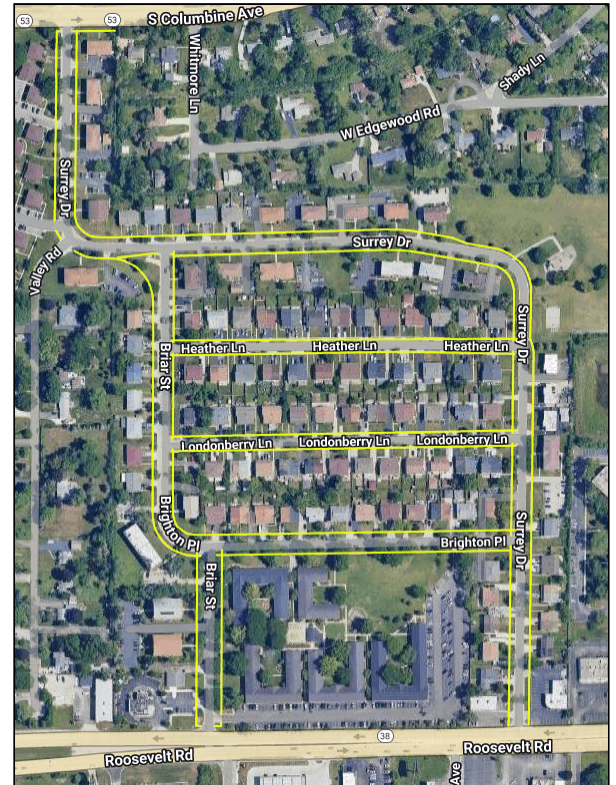 53
53
S Columbine Ave
Whitmore Ln
Shady Ln
W Edgewood Rd
Surrey Dr
Surrey Dr
Valley Rd
Surrey Dr
Heather Ln
Heather Ln
Heather Ln
Briar St
Londonberry Ln
Londonberry Ln
Londonberry Ln
Brighton Pl
Surrey Dr
Brighton Pl
Briar St
38
Roosevelt Rd
Roosevelt Rd
Ave